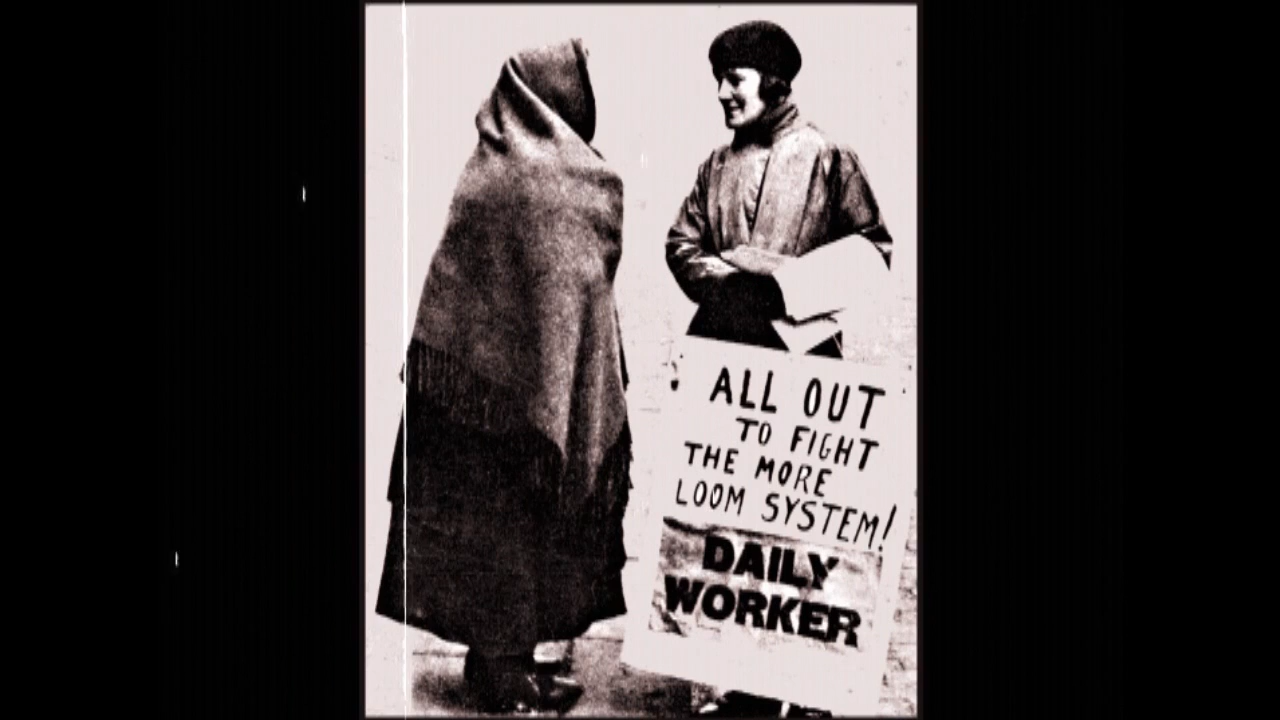 ALL OUT
TO FIGHT
THE MORE
LOOM SYSTEM!
DAILY
WORKER